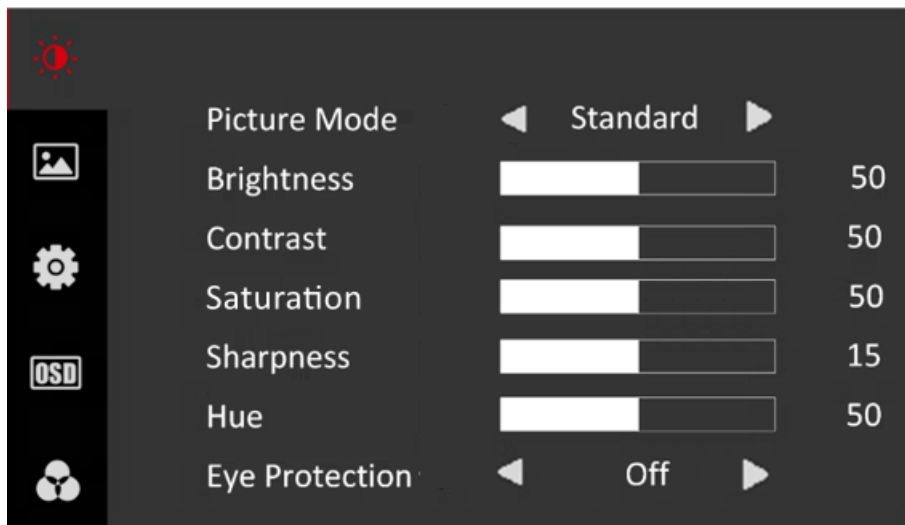 Picture Mode Standard
Brightness 50
Contrast 50
Saturation 50
Sharpness 15
OSD
Hue 50
Eye Protection Off